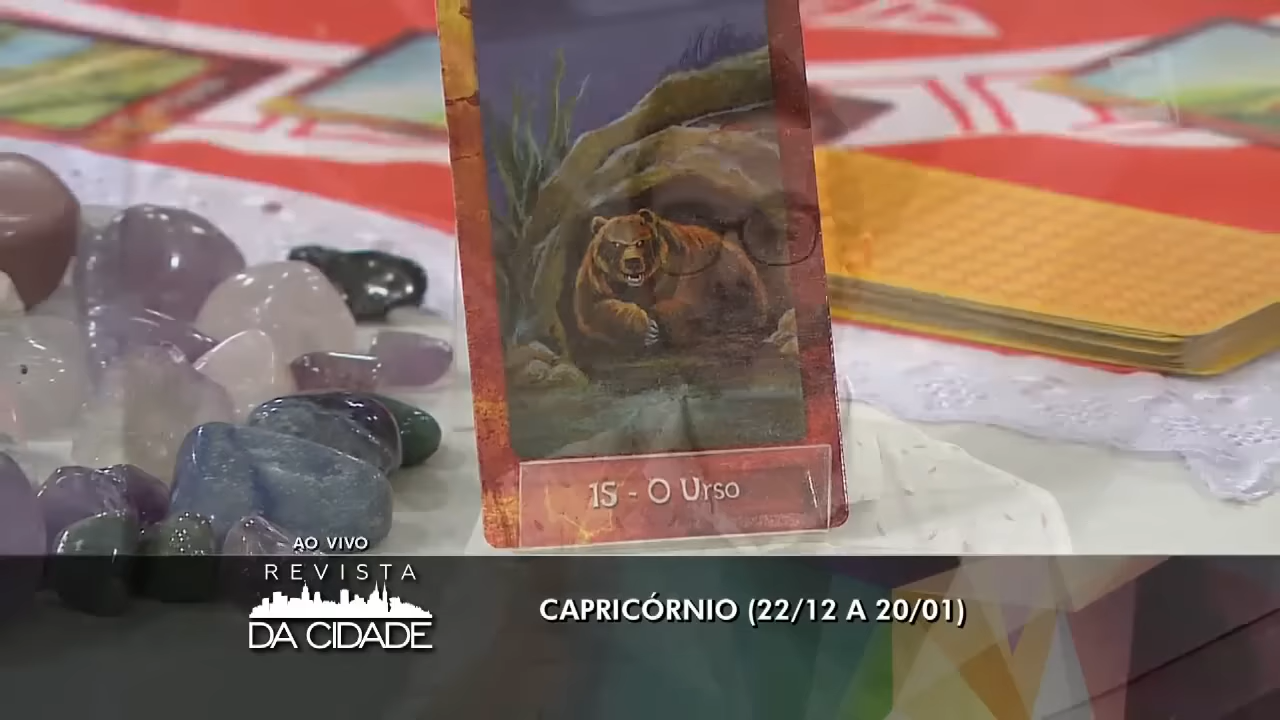 15 - O Urso
AO VIVO
REVISTA
DA CIDADE
CAPRICÓRNIO (22/12 A 20/01)